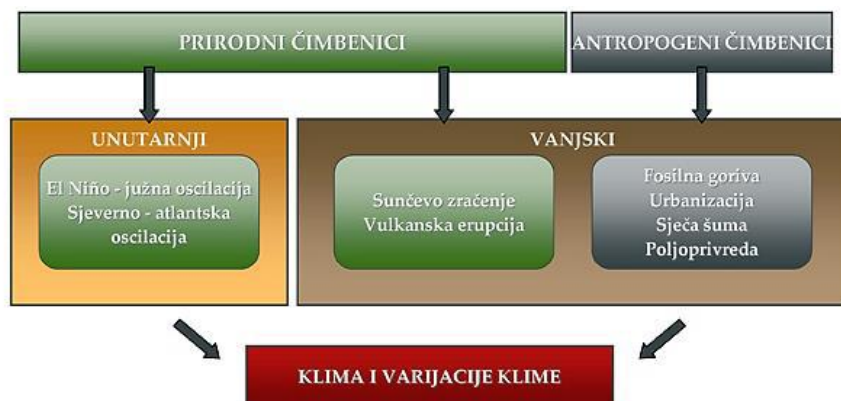 PRIRODNI ČIMBENICI
ANTROPOGENI ČIMBENICI
UNUTARNJI
El Niño - južna oscilacija
Sjeverno - atlantska
oscilacija
VANJSKI
Sunčevo zračenje
Vulkanska erupcija
Fosilna goriva
Urbanizacija
Sječa šuma
Poljoprivreda
KLIMA I VARIJACIJE KLIME